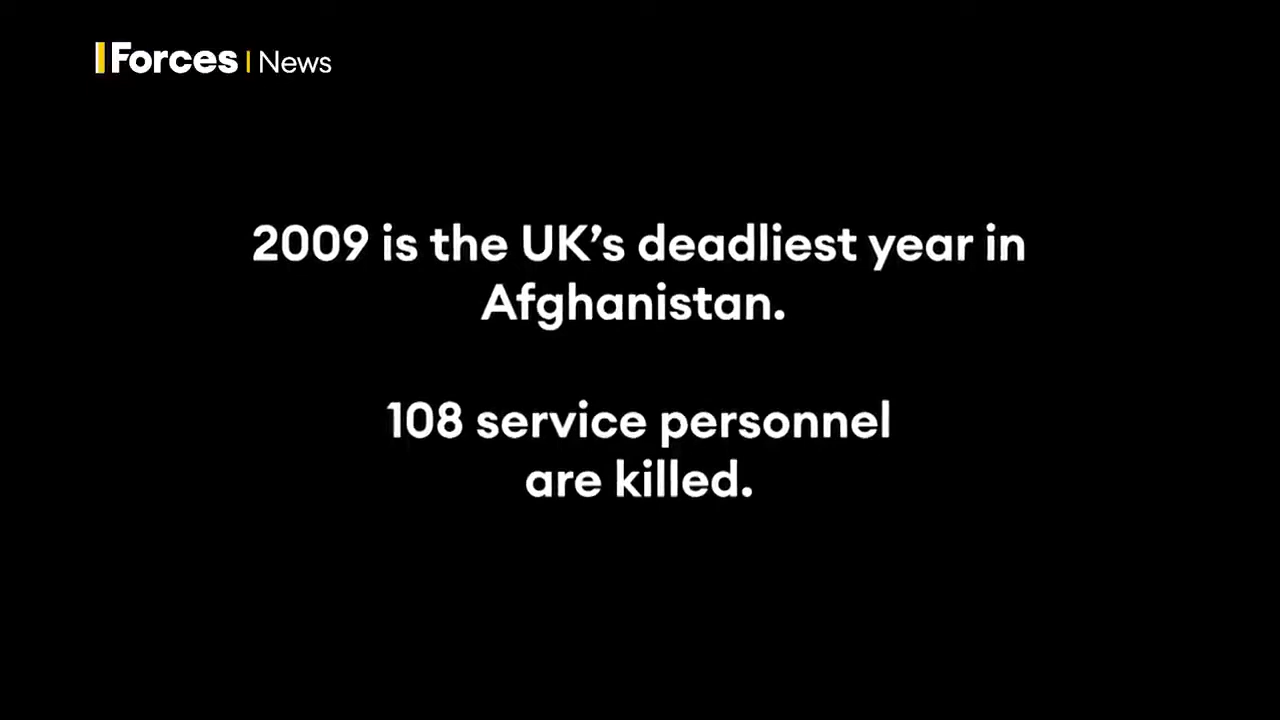 Forces | News
2009 is the UK’s deadliest year in
Afghanistan.
108 service personnel
are killed.